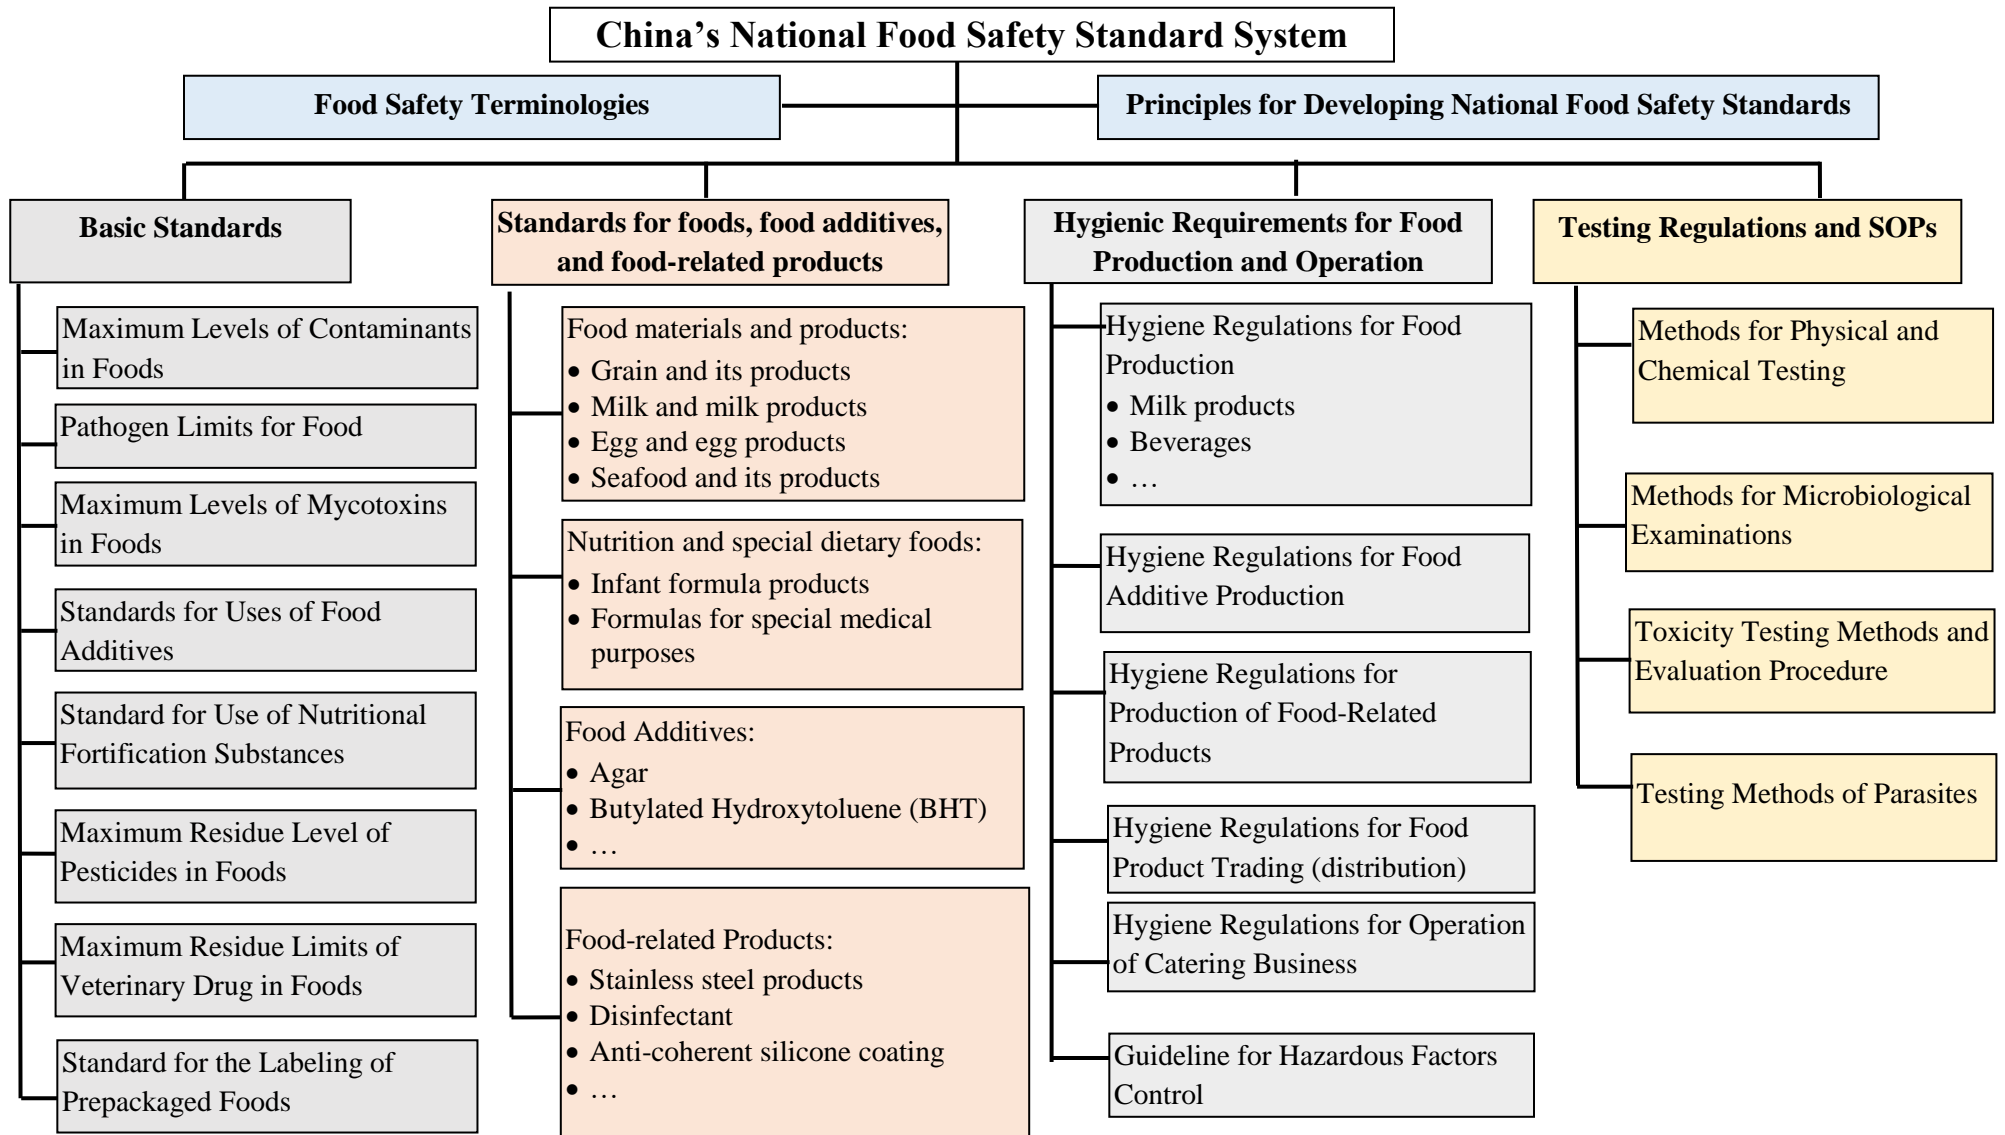 China’s National Food Safety Standard System
Food Safety Terminologies
Principles for Developing National Food Safety Standards
Basic Standards
Maximum Levels of Contaminants
in Foods
Pathogen Limits for Food
Maximum Levels of Mycotoxins
in Foods
Standards for Uses of Food
Additives
Standard for Use of Nutritional
Fortification Substances
Maximum Residue Level of
Pesticides in Foods
Maximum Residue Limits of
Veterinary Drug in Foods
Standard for the Labeling of
Prepackaged Foods
Standards for foods, food additives,
and food-related products
Food materials and products:
• Grain and its products
• Milk and milk products
• Egg and egg products
• Seafood and its products
Nutrition and special dietary foods:
• Infant formula products
• Formulas for special medical
purposes
Food Additives:
• Agar
• Butylated Hydroxytoluene (BHT)
• …
Food-related Products:
• Stainless steel products
• Disinfectant
• Anti-coherent silicone coating
• …
Hygienic Requirements for Food
Production and Operation
Hygiene Regulations for Food
Production
• Milk products
• Beverages
• …
Hygiene Regulations for Food
Additive Production
Hygiene Regulations for
Production of Food-Related
Products
Hygiene Regulations for Food
Product Trading (distribution)
Hygiene Regulations for Operation
of Catering Business
Guideline for Hazardous Factors
Control
Testing Regulations and SOPs
Methods for Physical and
Chemical Testing
Methods for Microbiological
Examinations
Toxicity Testing Methods and
Evaluation Procedure
Testing Methods of Parasites